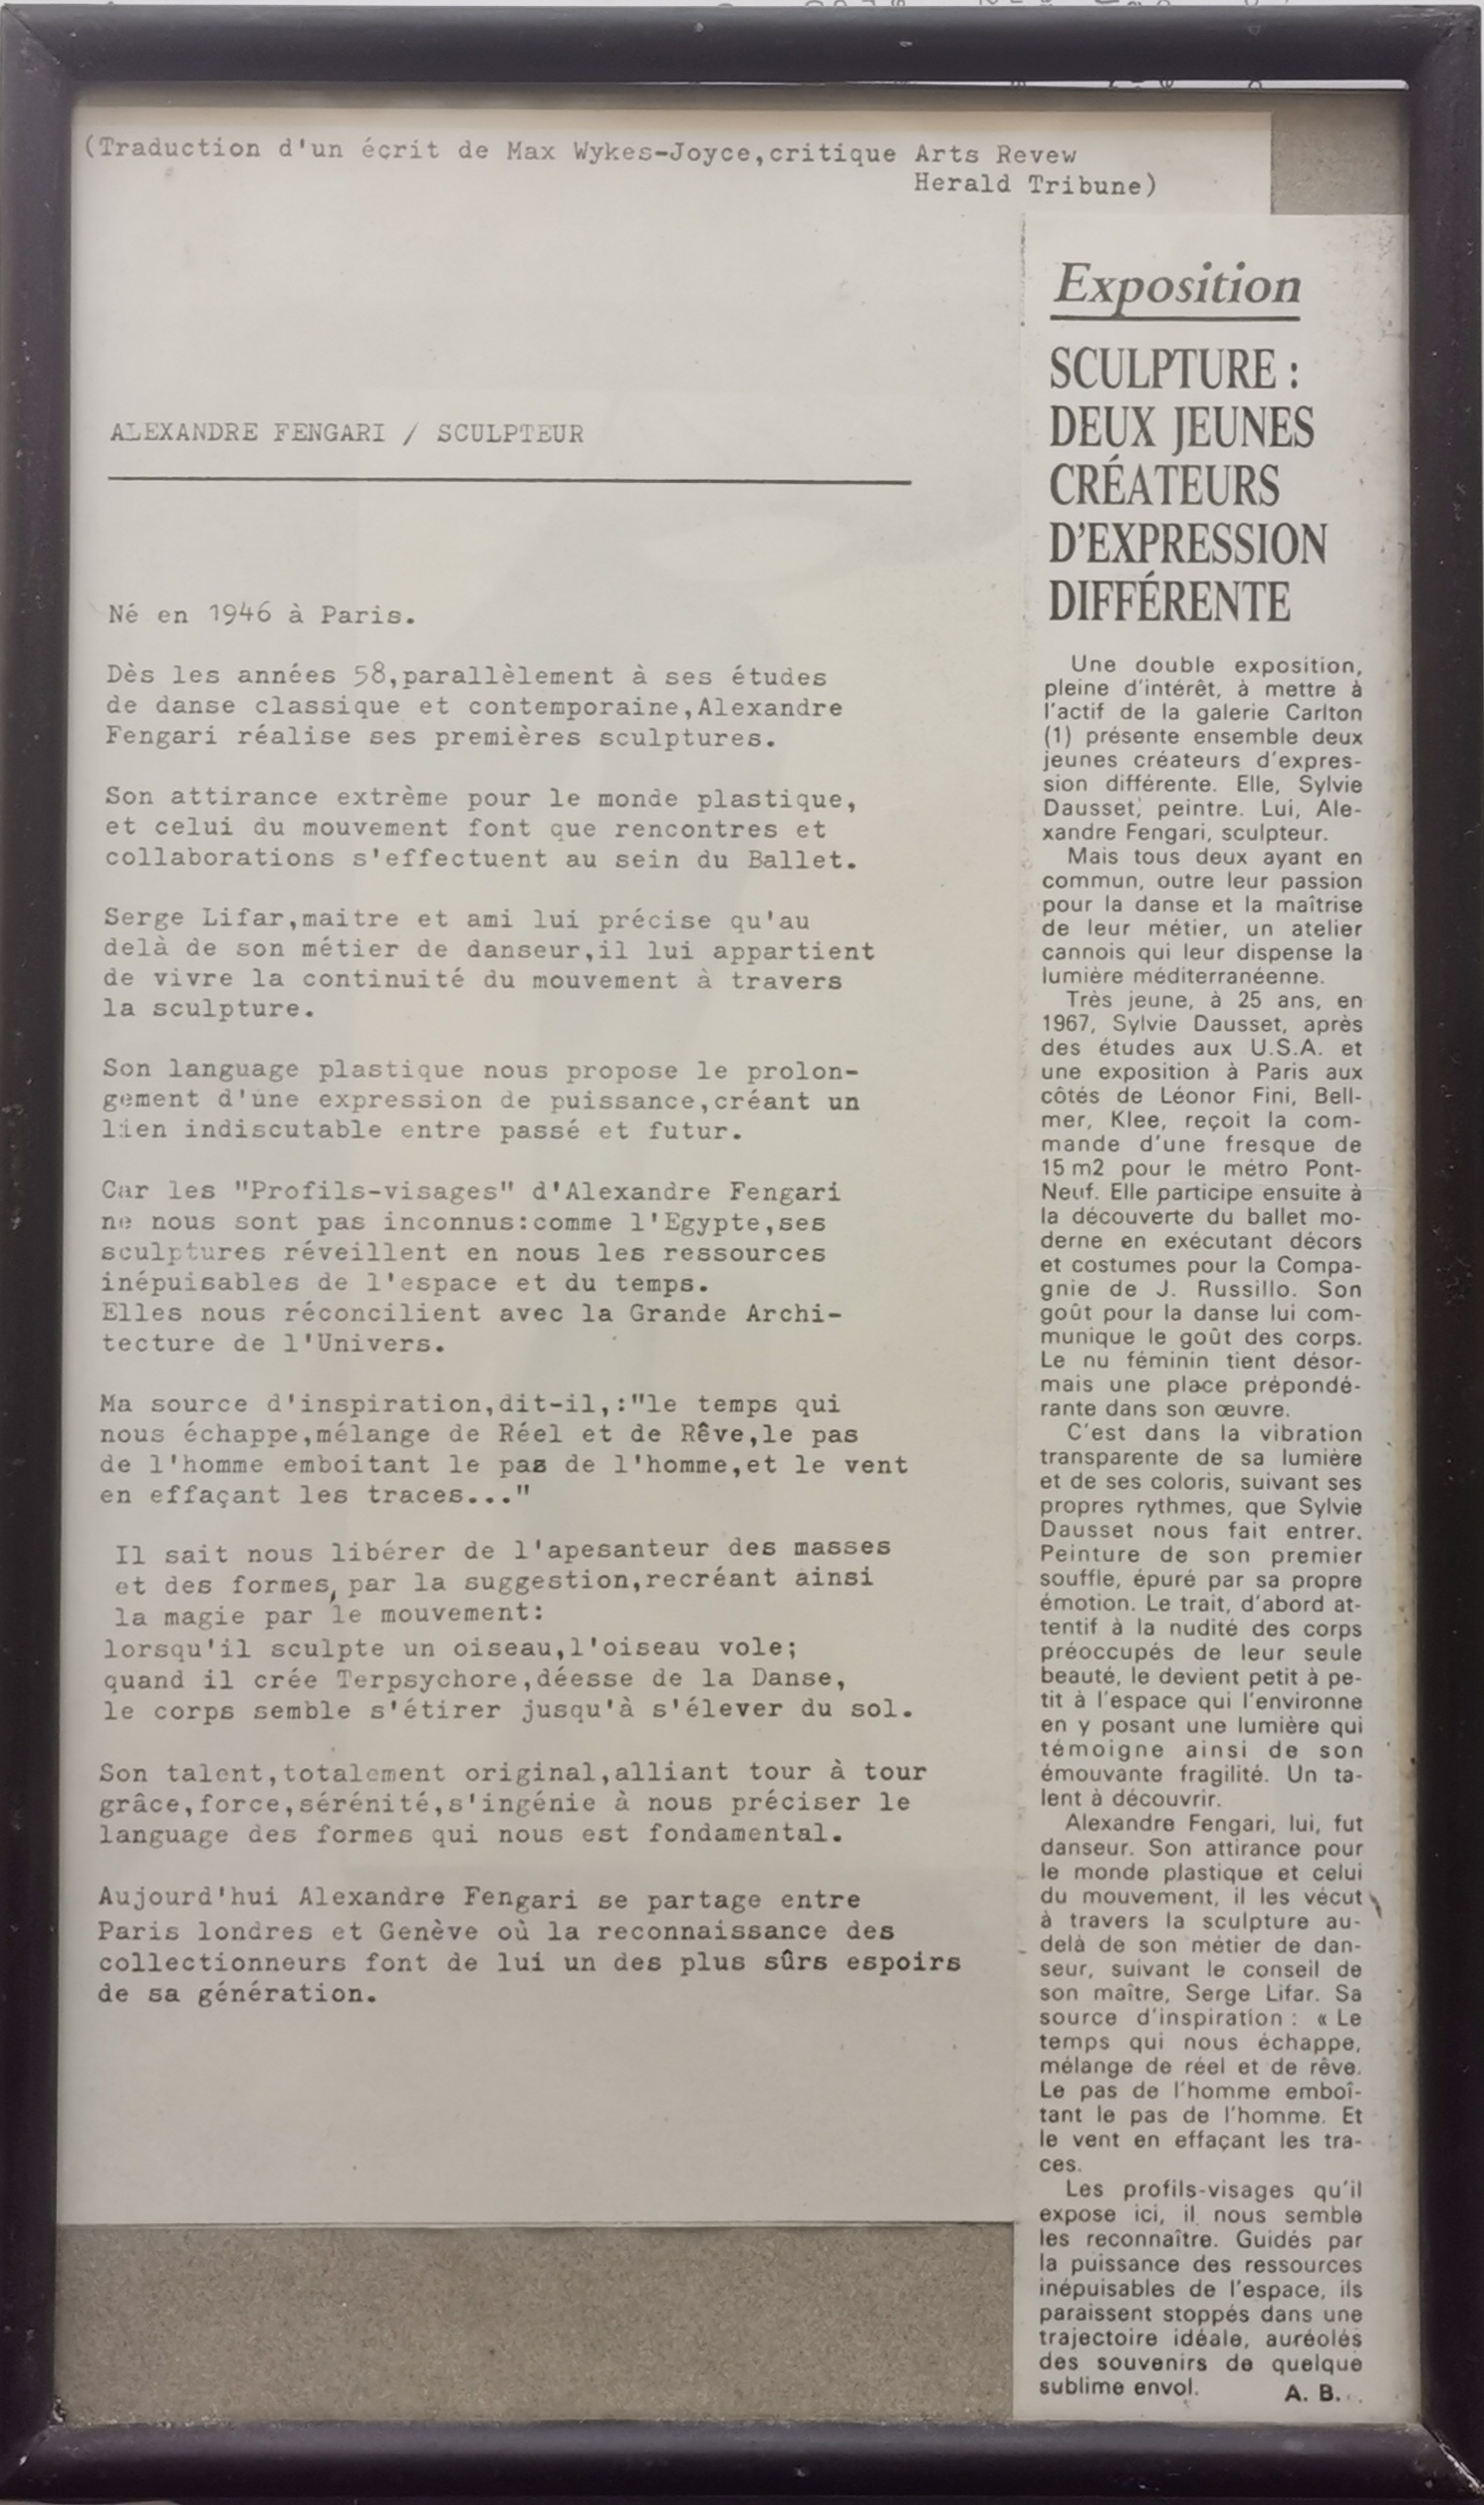 (Traduction d'un écrit de Max Wykes-Joyce,critique Arts Revew
Herald Tribune)
ALEXANDRE FENGARI / SCULPTEUR
Né en 1946 à Paris.
Dès les années 58,parallèlement à ses études
de danse classique et contemporaine,Alexandre
Fengari réalise ses premières sculptures.
Son attirance extrème pour le monde plastique,
et celui du mouvement font que rencontres et
collaborations s'effectuent au sein du Ballet.
Serge Lifar,maitre et ami lui précise qu'au
delà de son métier de danseur,il lui appartient
de vivre la continuité du mouvement à travers
la sculpture.
Son language plastique nous propose le prolon-
gement d'une expression de puissance,créant un
lien indiscutable entre passé et futur.
Car les "Profils-visages" d'Alexandre Fengari
ne nous sont pas inconnus:comme l'Egypte,ses
sculptures réveillent en nous les ressources
inépuisables de l'espace et du temps.
Elles nous réconcilient avec la Grande Archi-
tecture de l'Univers.
Ma source d'inspiration,dit-il,:"le temps qui
nous échappe,mélange de Réel et de Rêve,le pas
de l'homme emboitant le pas de l'homme,et le vent
en effaçant les traces..."
Il sait nous libérer de l'apesanteur des masses
et des formes, par la suggestion,recréant ainsi
la magie par le mouvement:
lorsqu'il sculpte un oiseau,l'oiseau vole;
quand il crée Terpsychore,déesse de la Danse,
le corps semble s'étirer jusqu'à s'élever du sol.
Son talent,totalement original,alliant tour à tour
grâce,force,sérénité,s'ingénie à nous préciser le
language des formes qui nous est fondamental.
Aujourd'hui Alexandre Fengari se partage entre
Paris londres et Genève où la reconnaissance des
collectionneurs font de lui un des plus sûrs espoirs
de sa génération.
Exposition
SCULPTURE :
DEUX JEUNES
CRÉATEURS
D'EXPRESSION
DIFFÉRENTE
Une double exposition,
pleine d'intérêt, à mettre à
l'actif de la galerie Carlton
(1) présente ensemble deux
jeunes créateurs d'expres-
sion différente. Elle, Sylvie
Dausset, peintre. Lui, Ale-
xandre Fengari, sculpteur.
Mais tous deux ayant en
commun, outre leur passion
pour la danse et la maîtrise
de leur métier, un atelier
cannois qui leur dispense la
lumière méditerranéenne.
Très jeune, à 25 ans, en
1967, Sylvie Dausset, après
des études aux U.S.A. et
une exposition à Paris aux
côtés de Léonor Fini, Bell-
mer, Klee, reçoit la com-
mande d'une fresque de
15 m2 pour le métro Pont-
Neuf. Elle participe ensuite à
la découverte du ballet mo-
derne en exécutant décors
et costumes pour la Compa-
gnie de J. Russillo. Son
goût pour la danse lui com-
munique le goût des corps.
Le nu féminin tient désor-
mais une place prépondé-
rante dans son œuvre.
C'est dans la vibration
transparente de sa lumière
et de ses coloris, suivant ses
propres rythmes, que Sylvie
Dausset nous fait entrer.
Peinture de son premier
souffle, épuré par sa propre
émotion. Le trait, d'abord at-
tentif à la nudité des corps
préoccupés de leur seule
beauté, le devient petit à pe-
tit à l'espace qui l'environne
en y posant une lumière qui
témoigne ainsi de son
émouvante fragilité. Un ta-
lent à découvrir.
Alexandre Fengari, lui, fut
danseur. Son attirance pour
le monde plastique et celui
du mouvement, il les vécut
à travers la sculpture au-
delà de son métier de dan-
seur, suivant le conseil de
son maître, Serge Lifar. Sa
source d'inspiration : « Le
temps qui nous échappe,
mélange de réel et de rêve.
Le pas de l'homme emboî-
tant le pas de l'homme. Et
le vent en effaçant les tra-
ces.
Les profils-visages qu'il
expose ici, il nous semble
les reconnaître. Guidés par
la puissance des ressources
inépuisables de l'espace, ils
paraissent stoppés dans une
trajectoire idéale, auréolés
des souvenirs de quelque
sublime envol.
A. B.